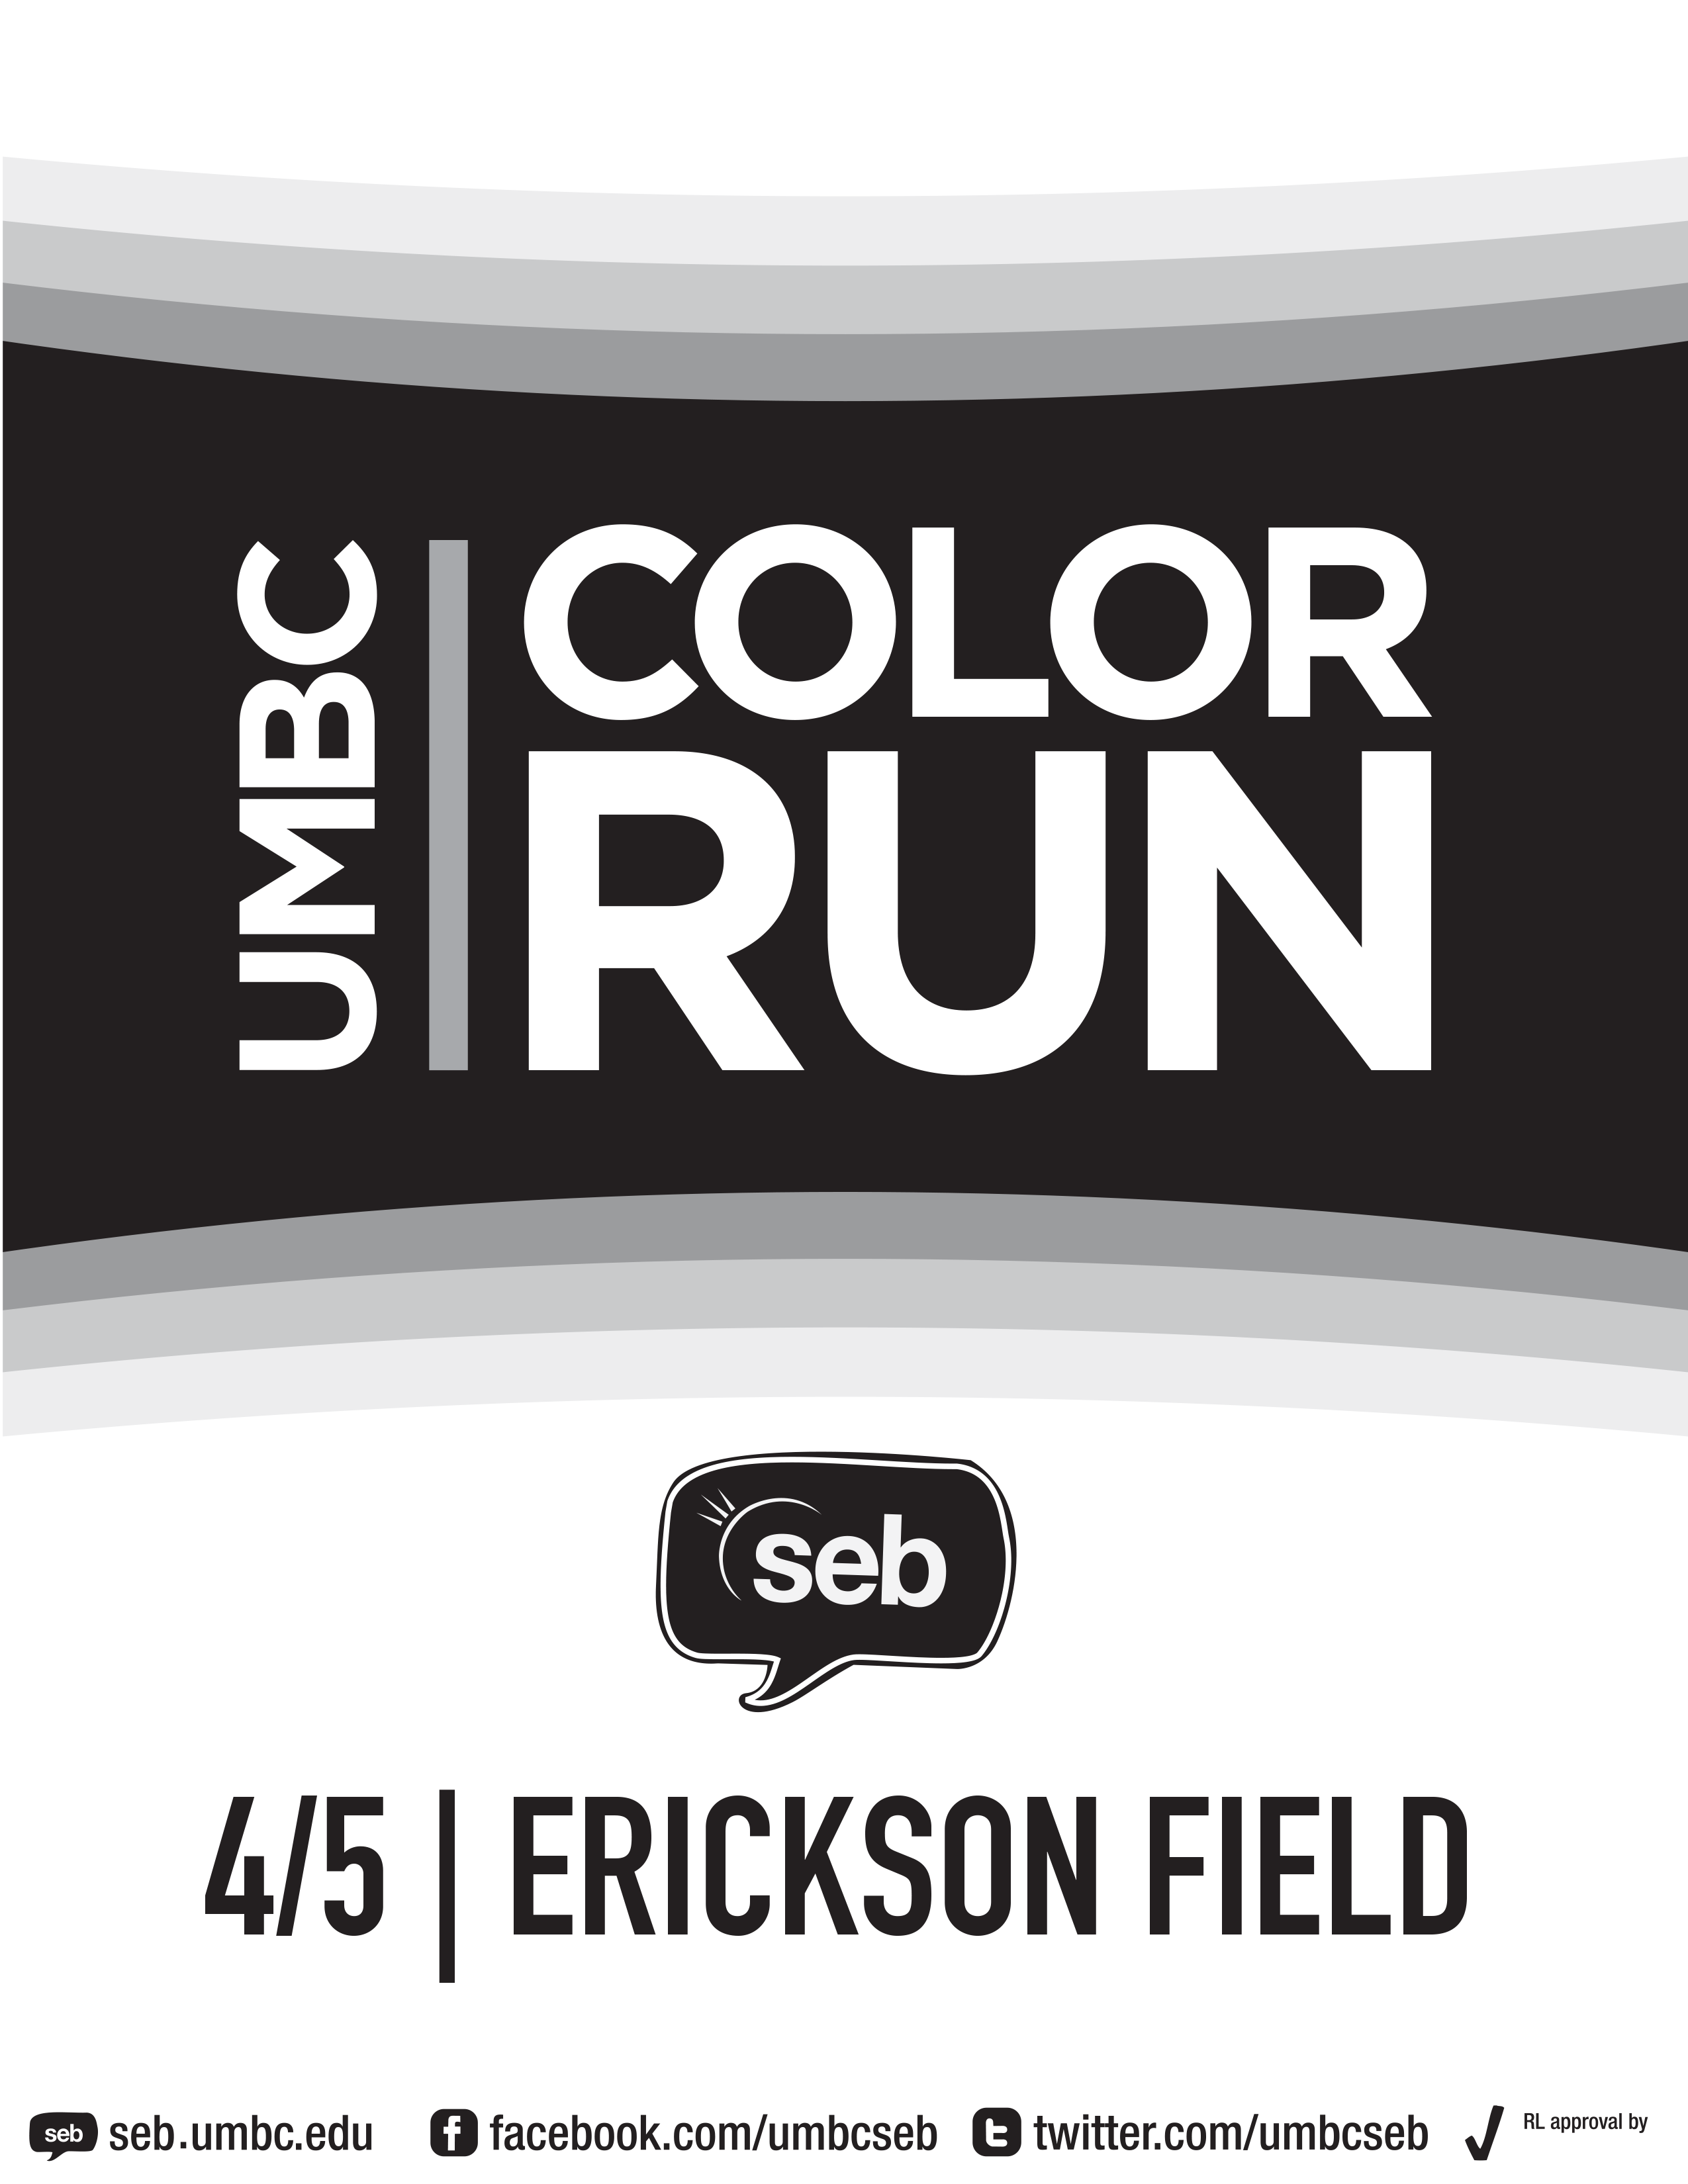 UMBC
COLOR
RUN
seb
4/5 | ERICKSON FIELD
seb seb.umbc.edu facebook.com/umbcseb twitter.com/umbcseb RL approval by